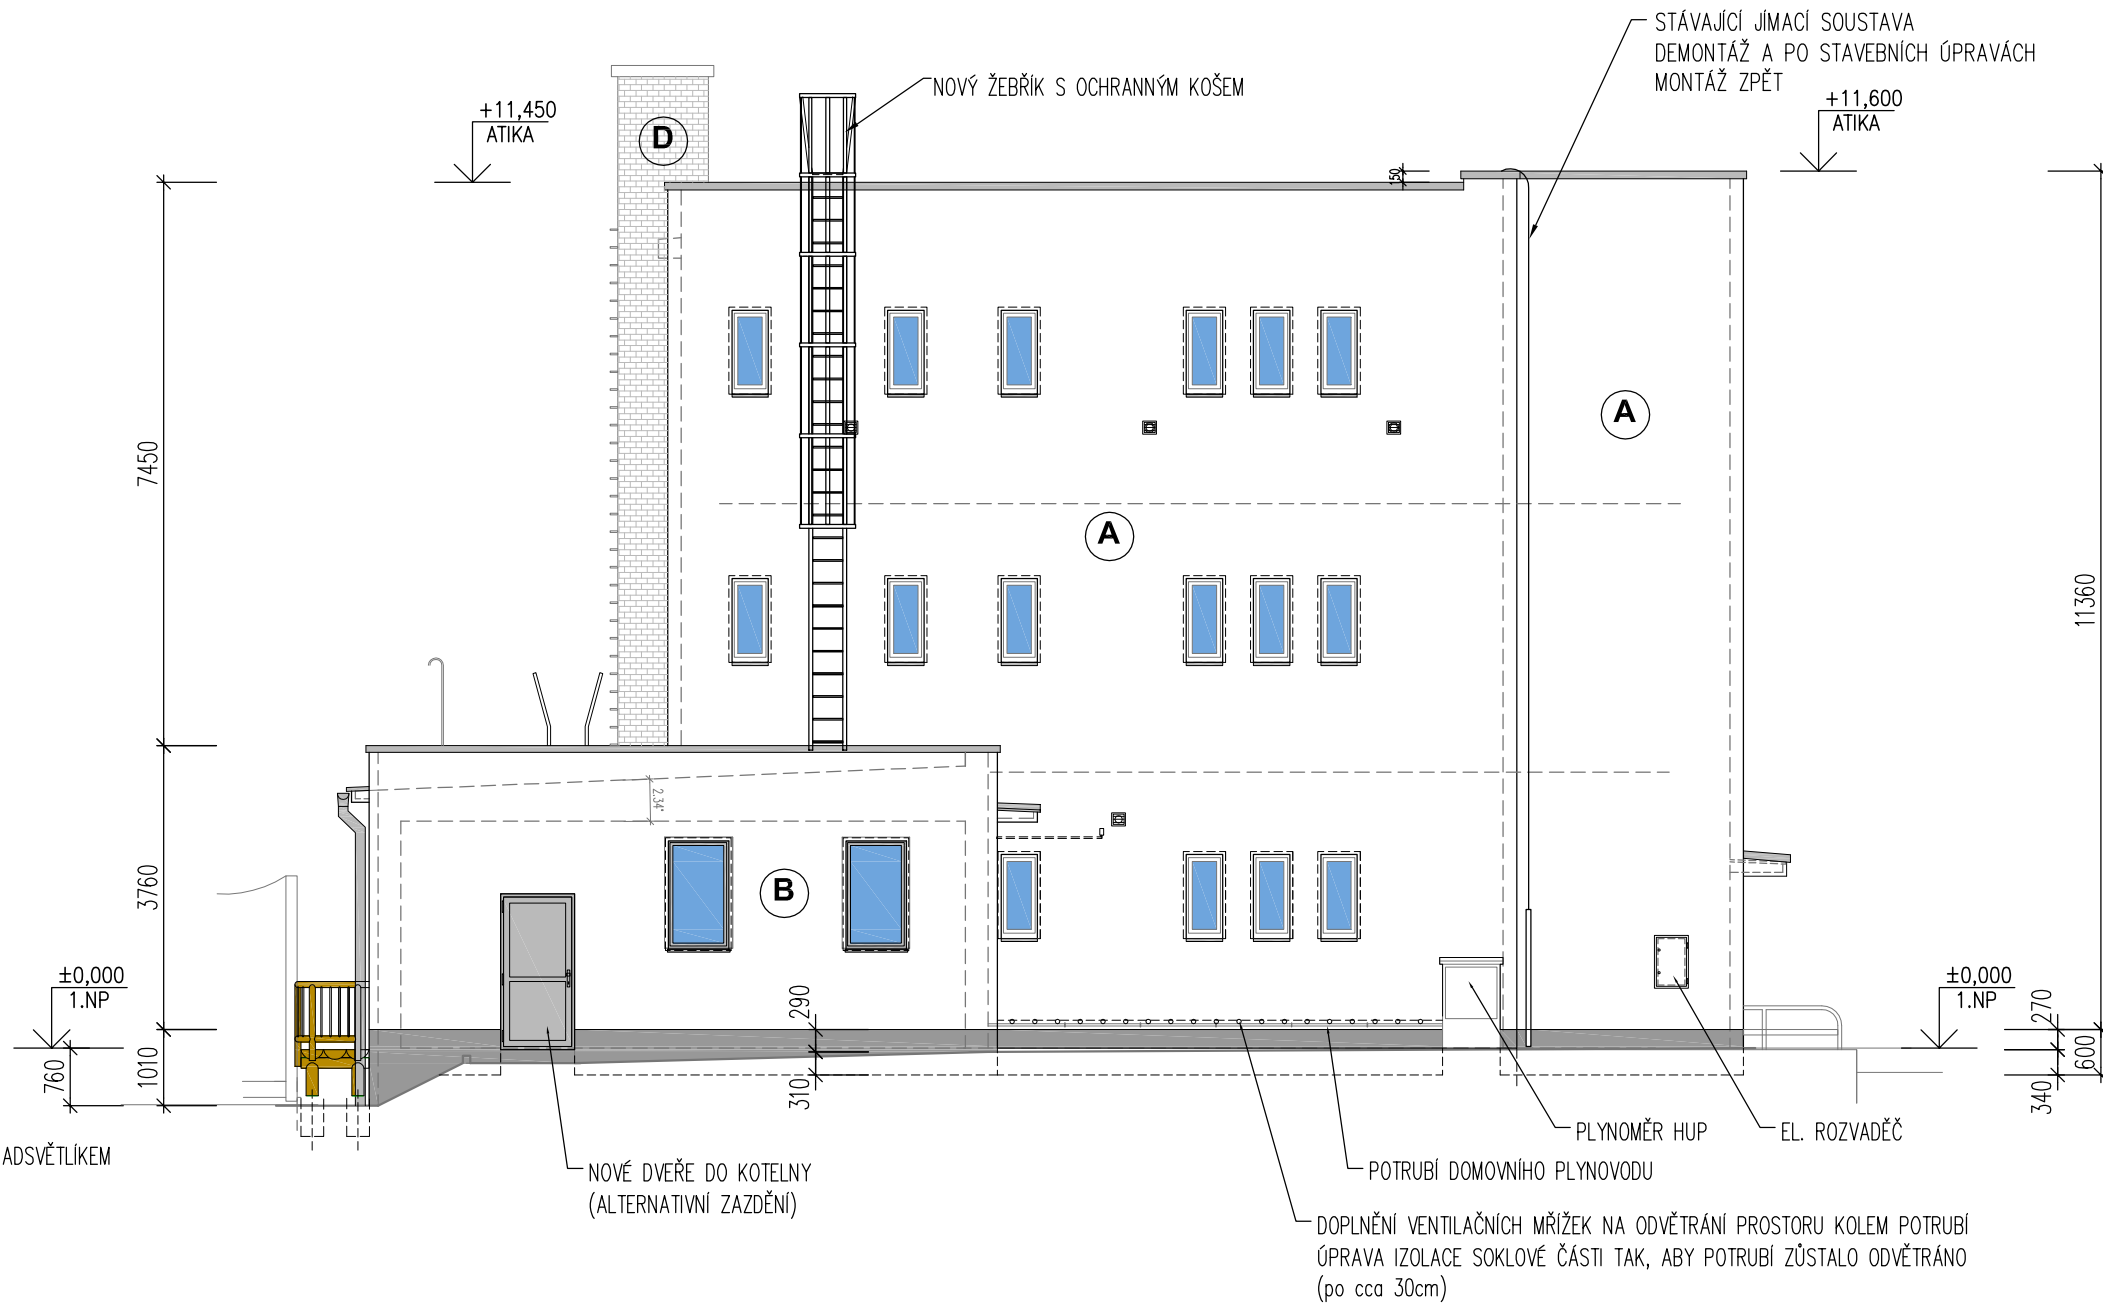 STÁVAJÍCÍ JÍMACÍ SOUSTAVA
DEMONTÁŽ A PO STAVEBNÍCH ÚPRAVÁCH
MONTÁŽ ZPĚT
NOVÝ ŽEBŘÍK S OCHRANNÝM KOŠEM
+11,450
ATIKA
+11,600
ATIKA
D
150
A
7450
A
11360
2.34°
3760
B
±0,000
1.NP
±0,000
1.NP
290
270
760
1010
310
600
340
ADSVĚTLÍKEM
PLYNOMĚR HUP
EL. ROZVADĚČ
NOVÉ DVEŘE DO KOTELNY
(ALTERNATIVNÍ ZAZDĚNÍ)
POTRUBÍ DOMOVNÍHO PLYNOVODU
DOPLNĚNÍ VENTILAČNÍCH MŘÍŽEK NA ODVĚTRÁNÍ PROSTORU KOLEM POTRUBÍ
ÚPRAVA IZOLACE SOKLOVÉ ČÁSTI TAK, ABY POTRUBÍ ZŮSTALO ODVĚTRÁNO
(po cca 30cm)